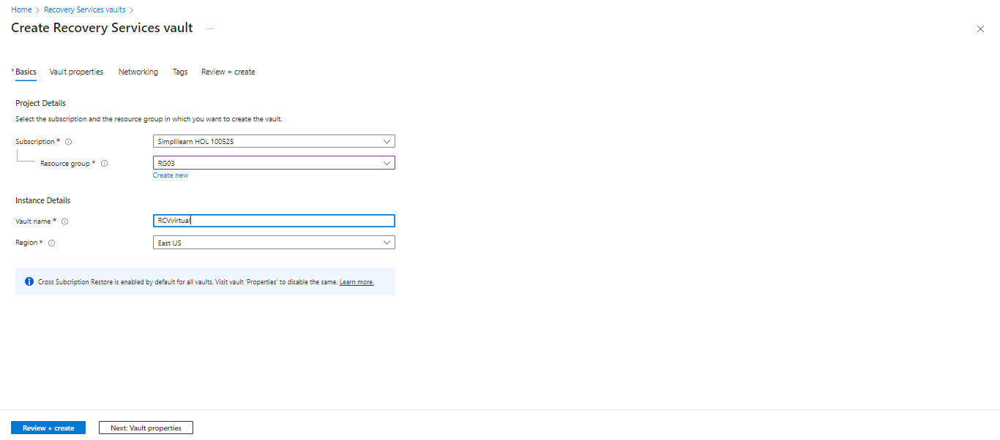 Home > Recovery Services vaults >
Create Recovery Services vault ...
* Basics Vault properties Networking Tags Review + create
Project Details
Select the subscription and the resource group in which you want to create the vault.
Subscription * Simplilearn HOL 100525
Resource group * RG03
Create new
Instance Details
Vault name * RCVvirtual
Region * East US
Cross Subcription Restore is enabled by default for all vaults. Visit vault 'Properties' to disable the same. Learn more.
Review + create Next: Vault properties